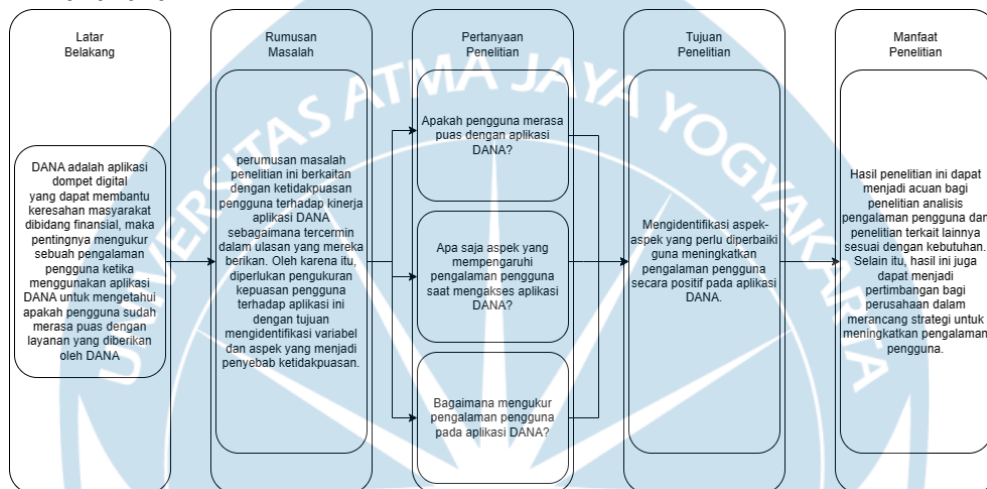 Latar
Belakang
DANA adalah aplikasi
dompet digital
yang dapat membantu
keresahan masyarakat
dibidang finansial, maka
pentingnya mengukur
sebuah pengalaman
pengguna ketika
menggunakan aplikasi
DANA untuk mengetahui
apakah pengguna sudah
merasa puas dengan
layanan yang diberikan
oleh DANA
Rumusan
Masalah
perumusan masalah
penelitian ini berkaitan
dengan ketidakpuasan
pengguna terhadap kinerja
aplikasi DANA
sebagaimana tercermin
dalam ulasan yang mereka
berikan. Oleh karena itu,
diperlukan pengukuran
kepuasan pengguna
terhadap aplikasi ini
dengan tujuan
mengidentifikasi variabel
dan aspek yang menjadi
penyebab ketidakpuasan.
Pertanyaan
Penelitian
Apakah pengguna merasa
puas dengan aplikasi
DANA?
Apa saja aspek yang
mempengaruhi
pengalaman pengguna
saat mengakses aplikasi
DANA?
Bagaimana mengukur
pengalaman pengguna
pada aplikasi DANA?
Tujuan
Penelitian
Mengidentifikasi aspek-
aspek yang perlu diperbaiki
guna meningkatkan
pengalaman pengguna
secara positif pada aplikasi
DANA.
Manfaat
Penelitian
Hasil penelitian ini dapat
menjadi acuan bagi
penelitian analisis
pengalaman pengguna dan
penelitian terkait lainnya
sesuai dengan kebutuhan.
Selain itu, hasil ini juga
dapat menjadi
pertimbangan bagi
perusahaan dalam
merancang strategi untuk
meningkatkan pengalaman
pengguna.
UNIVERSITAS ATMA JAYA YOGYAKARTA